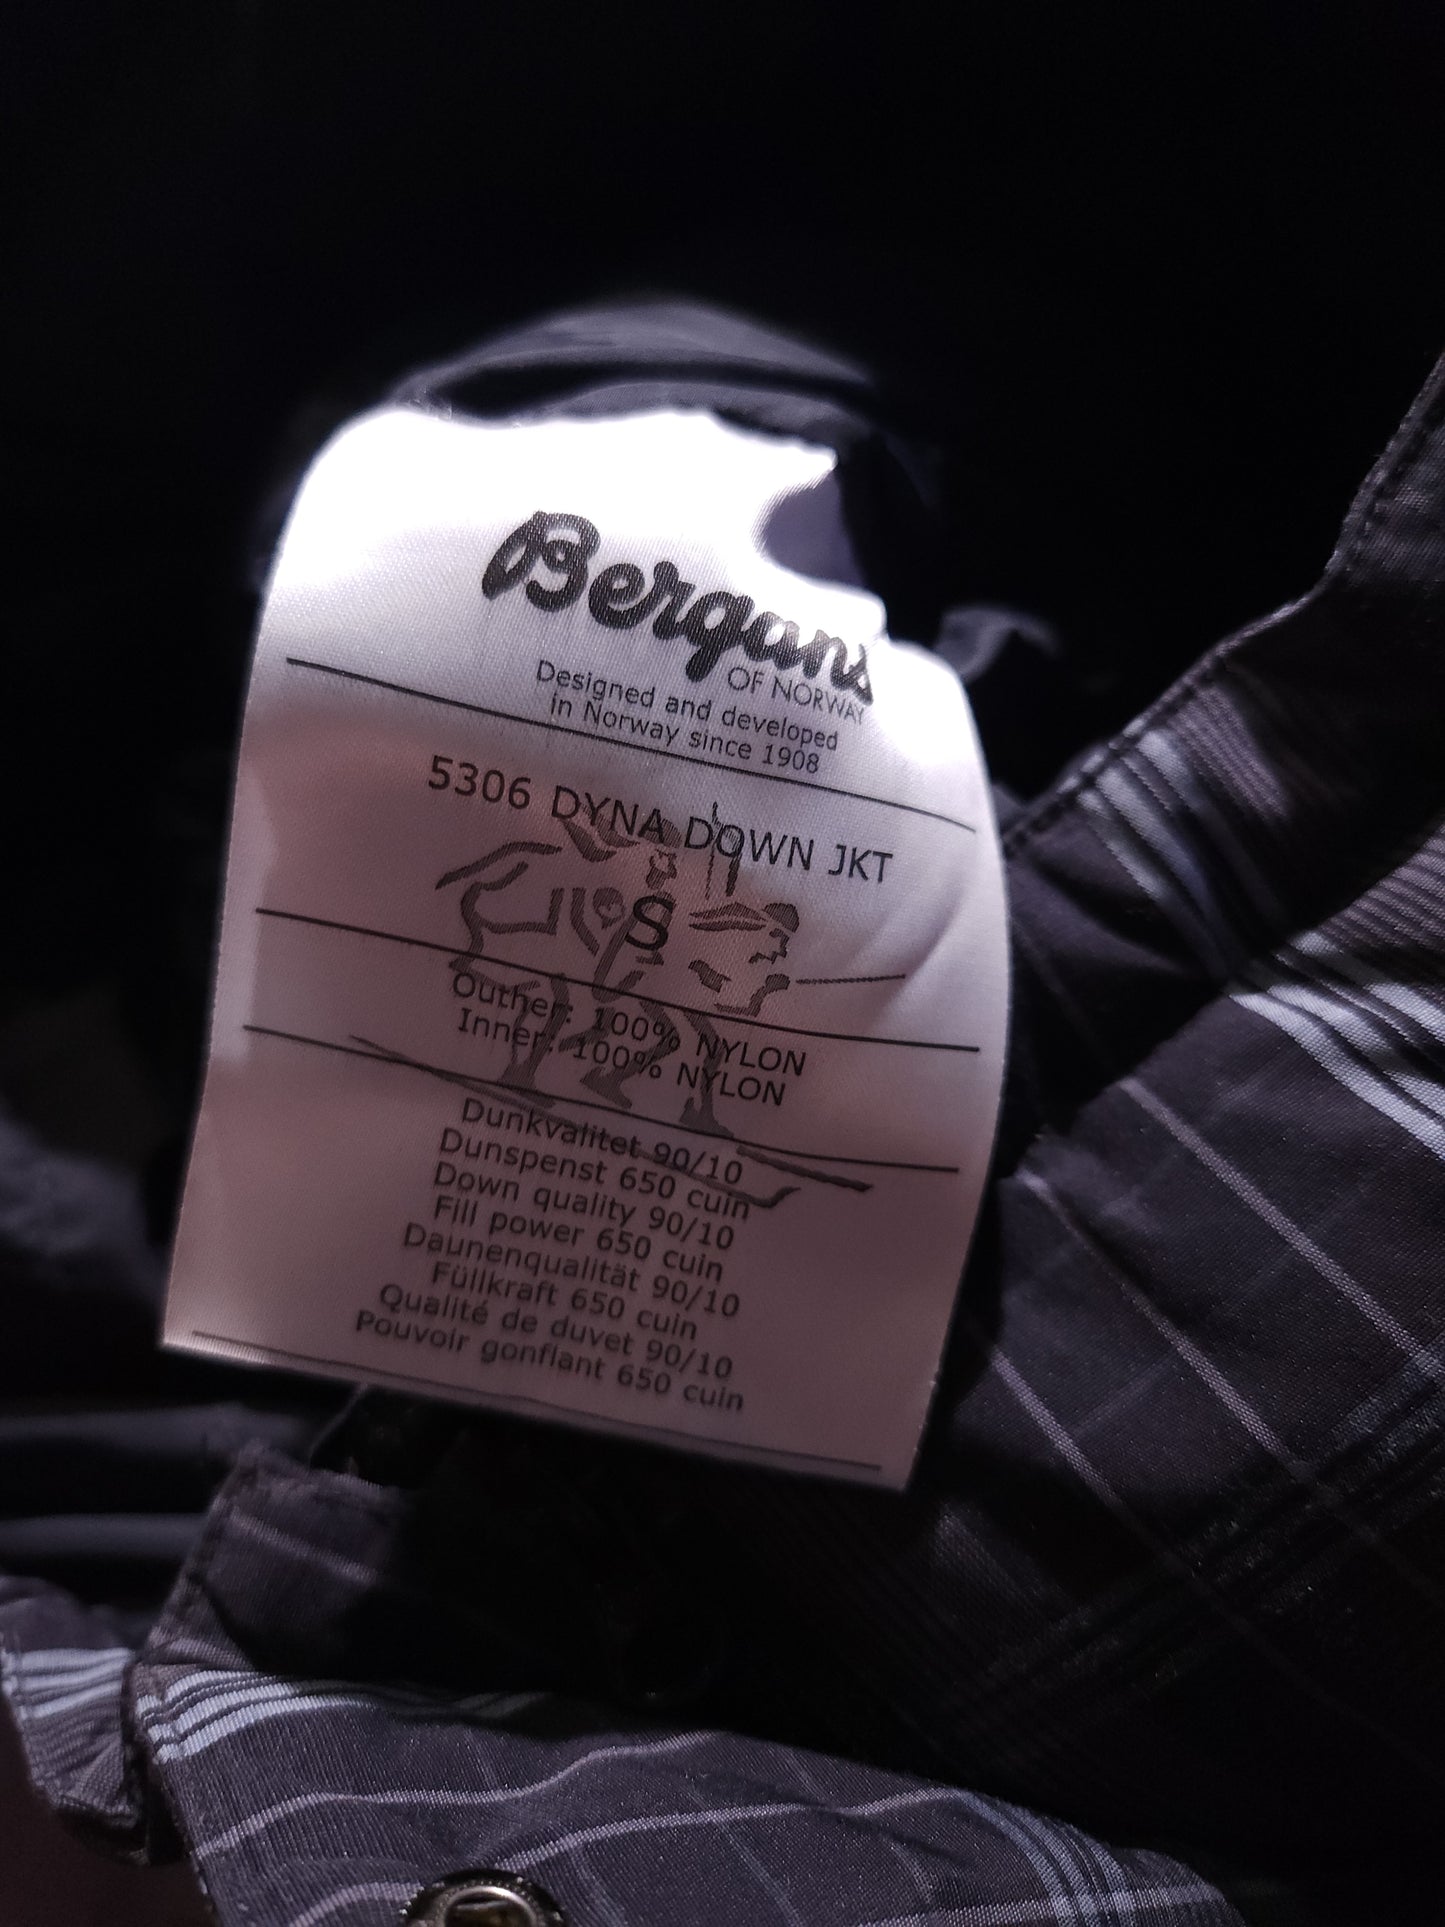 Bergans
OF NORWAY
Designed and developed
in Norway since 1908
5306 DYNA DOWN JKT
S
Outher: 100% NYLON
Inner: 100% NYLON
Dunkvalitet 90/10
Dunspenst 650 cuin
Down quality 90/10
Fill power 650 cuin
Daunenqualität 90/10
Füllkraft 650 cuin
Qualité de duvet 90/10
Pouvoir gonflant 650 cuin